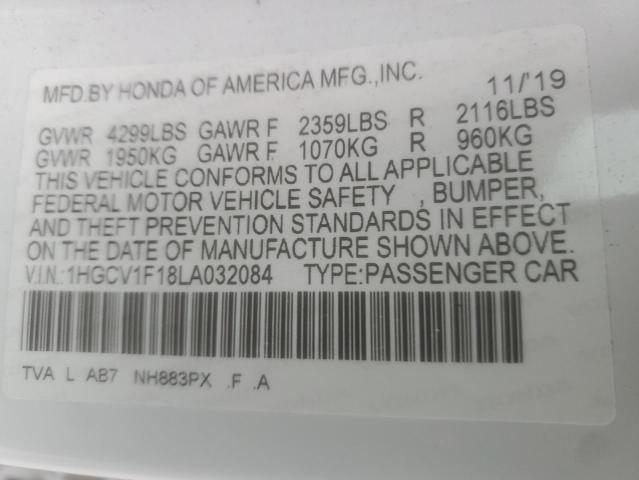 MFD.BY HONDA OF AMERICA MFG.,INC. 11/'19
GVWR 4299LBS GAWR F 2359LBS R 2116LBS
GVWR 1950KG GAWR F 1070KG R 960KG
THIS VEHICLE CONFORMS TO ALL APPLICABLE
FEDERAL MOTOR VEHICLE SAFETY , BUMPER,
AND THEFT PREVENTION STANDARDS IN EFFECT
ON THE DATE OF MANUFACTURE SHOWN ABOVE.
V.I.N.:1HGCV1F18LA032084 TYPE:PASSENGER CAR
TVA L AB7 NH883PX .F .A